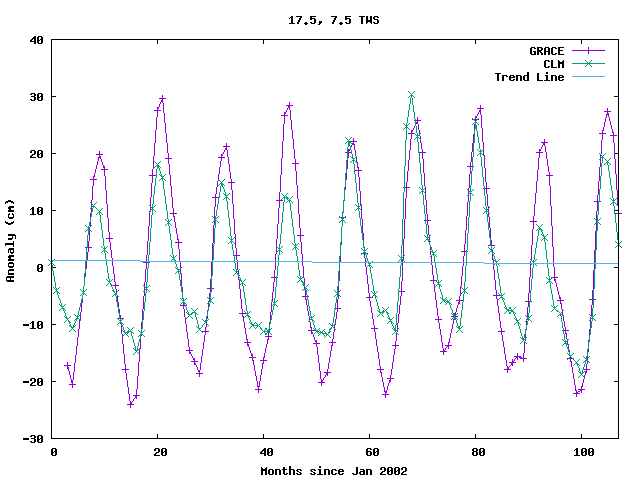 17.5, 7.5 TWS
GRACE
CLM
Trend Line
40
30
20
10
0
-10
-20
-30
Anomaly (cm)
0 20 40 60 80 100
Months since Jan 2002